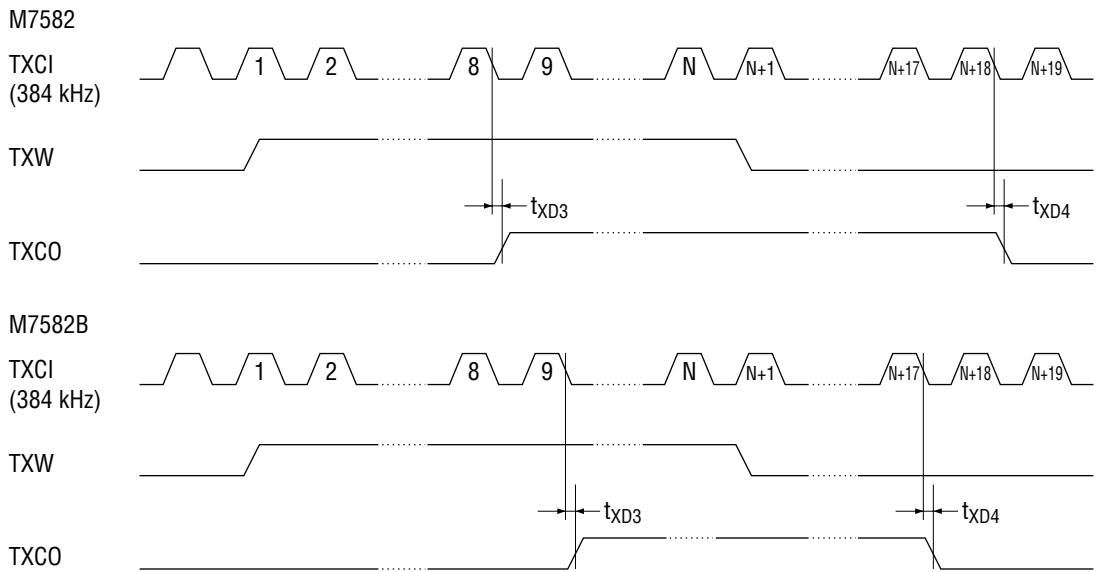 M7582
TXCI 1 2 8 9 N N+1 N+17 N+18 N+19
(384 kHz)
TXW
tXD3 tXD4
TXCO
M7582B
TXCI 1 2 8 9 N N+1 N+17 N+18 N+19
(384 kHz)
TXW
tXD3 tXD4
TXCO